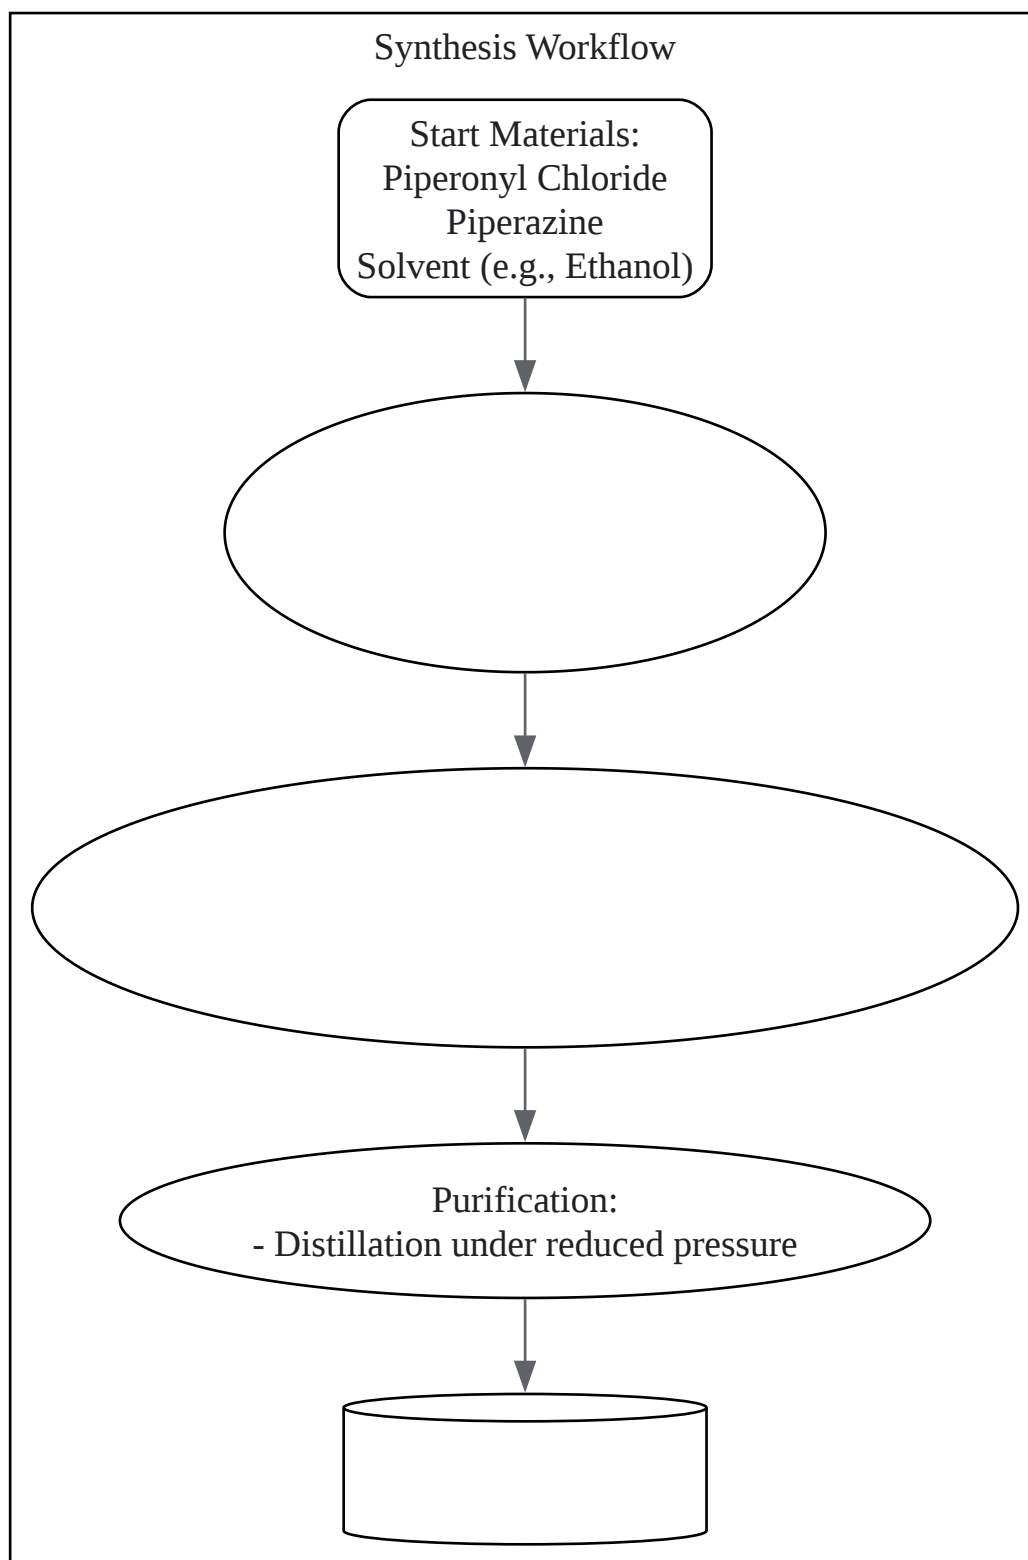 Synthesis Workflow
Start Materials:
Piperonyl Chloride
Piperazine
Solvent (e.g., Ethanol)
Purification:
- Distillation under reduced pressure